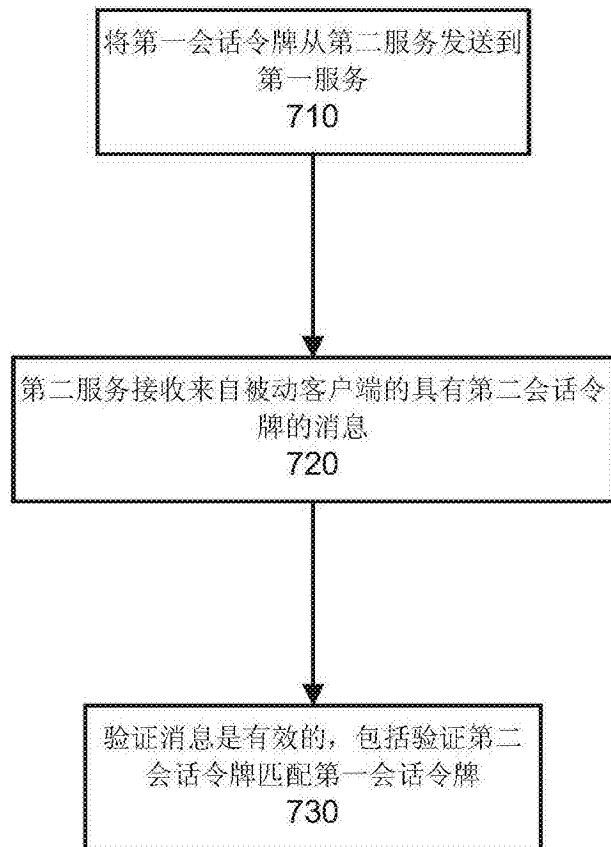 将第一会话令牌从第二服务发送到
第一服务
710
第二服务接收来自被动客户端的具有第二会话令
牌的消息
720
验证消息是有效的，包括验证第二
会话令牌匹配第一会话令牌
730